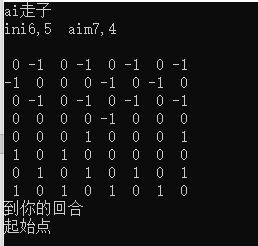 ai走子
ini6,5  aim7,4

 0 -1  0 -1  0 -1  0 -1
-1  0  0  0 -1  0 -1  0
 0 -1  0 -1  0 -1  0 -1
 0  0  0  0 -1  0  0  0
 0  0  0  1  0  0  0  1
 1  0  1  0  0  0  0  0
 0  1  0  1  0  1  0  1
 1  0  1  0  1  0  1  0
到你的回合
起始点